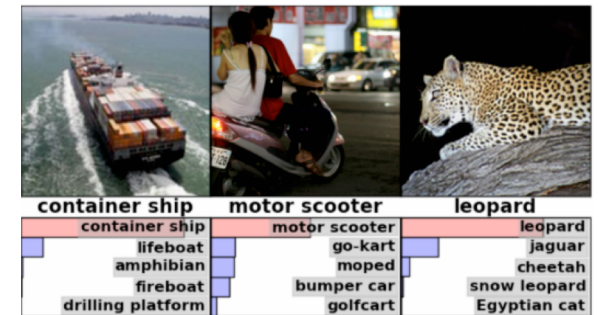 container ship motor scooter leopard
container ship motor scooter leopard
lifeboat go-kart jaguar
amphibian moped cheetah
fireboat bumper car snow leopard
drilling platform golfcart Egyptian cat